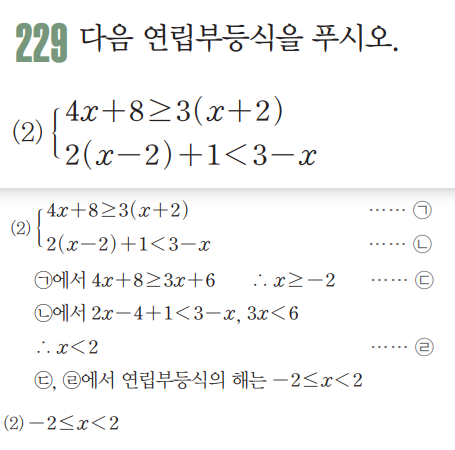 229 다음 연립부등식을 푸시오.
(2) { 4x+8≥3(x+2)
2(x−2)+1<3−x
(2) { 4x+8≥3(x+2) …… ㉠
2(x−2)+1<3−x …… ㉡
㉠에서 4x+8≥3x+6 ∴ x≥−2 …… ㉢
㉡에서 2x−4+1<3−x, 3x<6
∴ x<2 …… ㉣
㉢, ㉣에서 연립부등식의 해는 −2≤x<2
(2) −2≤x<2